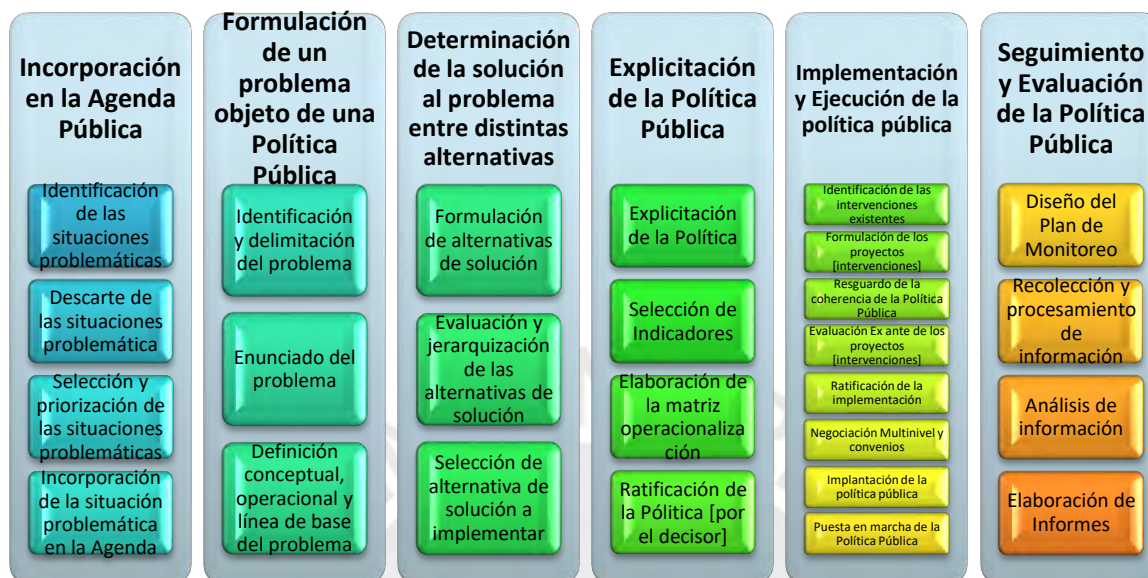 Incorporación
en la Agenda
Pública
Identificación
de las
situaciones
problemáticas
Descarte de
las situaciones
problemática
Selección y
priorización de
las situaciones
problemáticas
Incorporación
de la situación
problemática
en la Agenda
Formulación
de un
problema
objeto de una
Política
Pública
Identificación
y delimitación
del problema
Enunciado del
problema
Definición
conceptual,
operacional y
línea de base
del problema
Determinación
de la solución
al problema
entre distintas
alternativas
Formulación
de alternativas
de solución
Evaluación y
jerarquización
de las
alternativas de
solución
Selección de
alternativa de
solución a
implementar
Explicitación
de la Política
Pública
Explicitación
de la Política
Selección de
Indicadores
Elaboración de
la matriz
operacionaliza
ción
Ratificación de
la Pólitica [por
el decisor]
Implementación
y Ejecución de la
política pública
Identificación de las
intervenciones
existentes
Formulación de los
proyectos
[intervenciones]
Resguardo de la
coherencia de la Política
Pública
Evaluación Ex ante de los
proyectos
[intervenciones]
Ratificación de la
implementación
Negociación Multinivel y
convenios
Implantación de la
política pública
Puesta en marcha de la
Política Pública
Seguimiento
y Evaluación
de la Política
Pública
Diseño del
Plan de
Monitoreo
Recolección y
procesamiento
de
información
Análisis de
información
Elaboración de
Informes